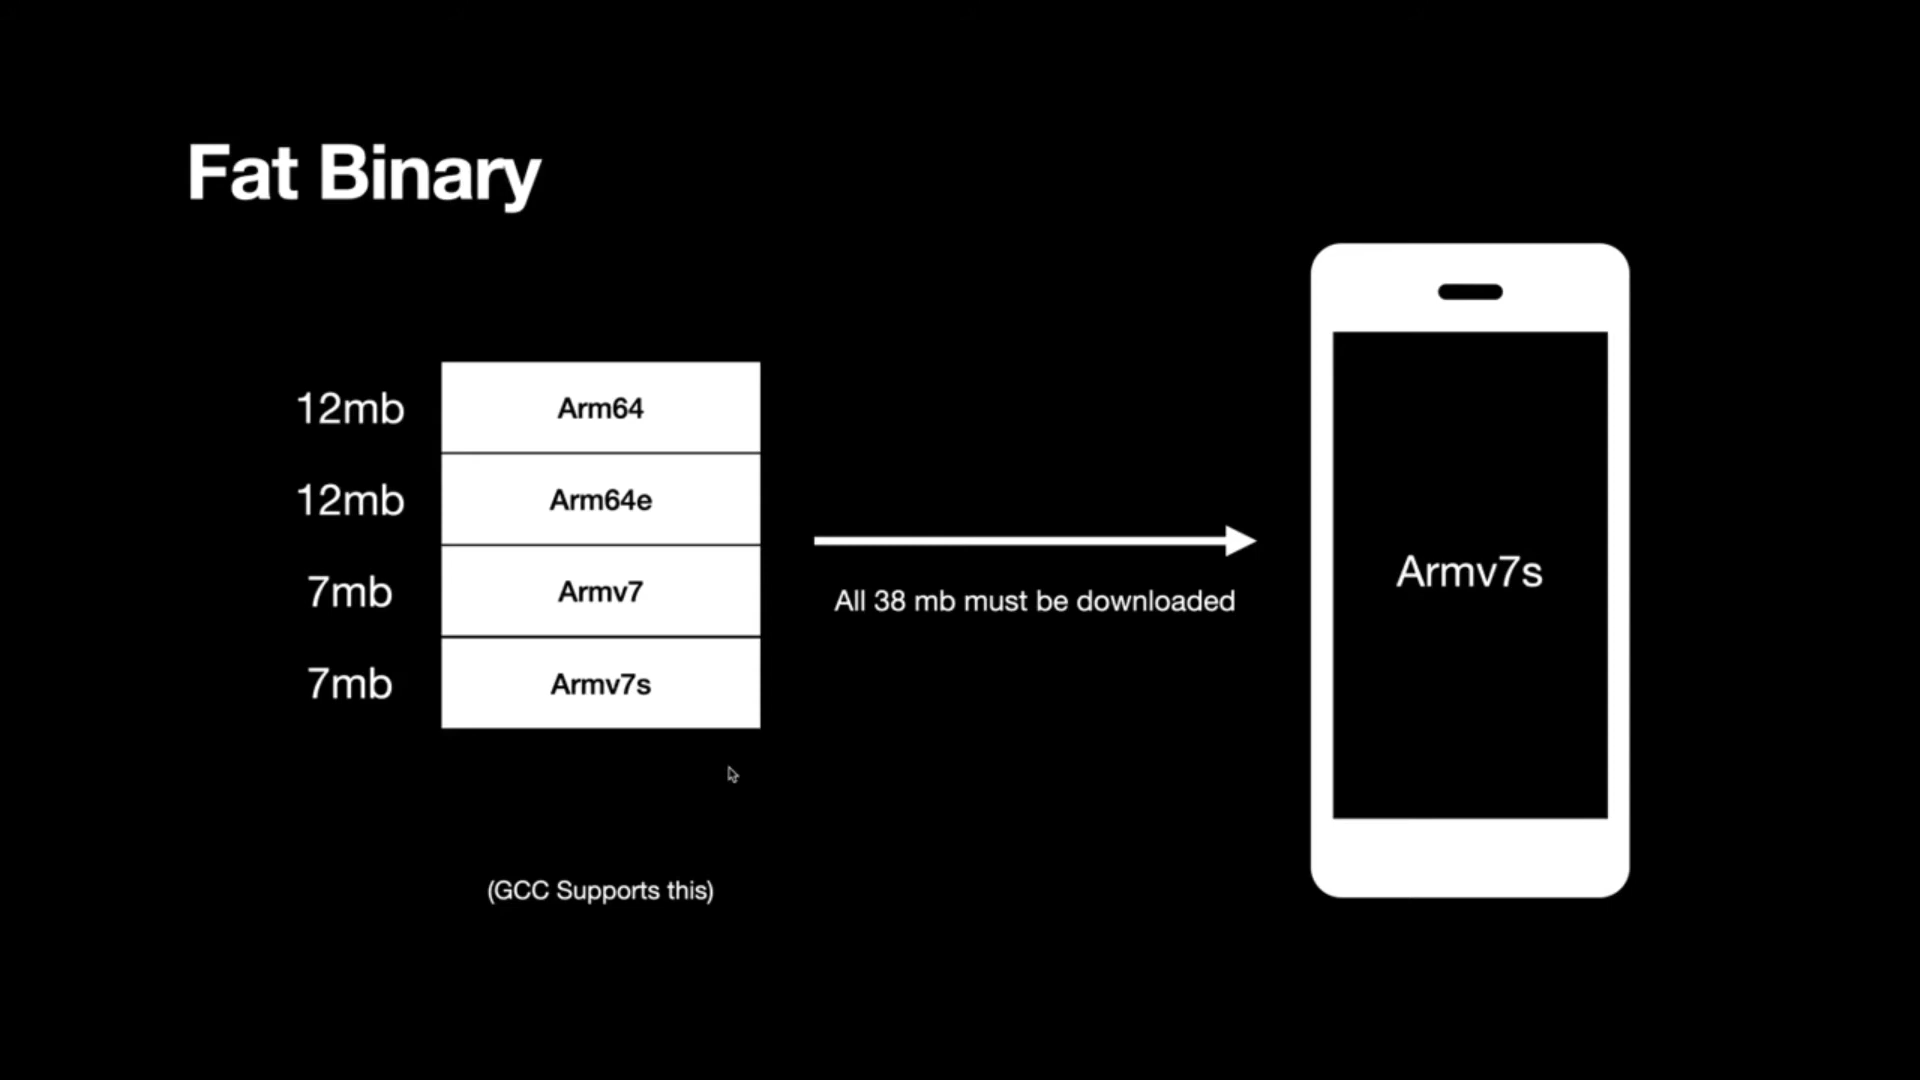 Fat Binary
12mb
Arm64
12mb
Arm64e
7mb
Armv7
7mb
Armv7s
All 38 mb must be downloaded
Armv7s
(GCC Supports this)